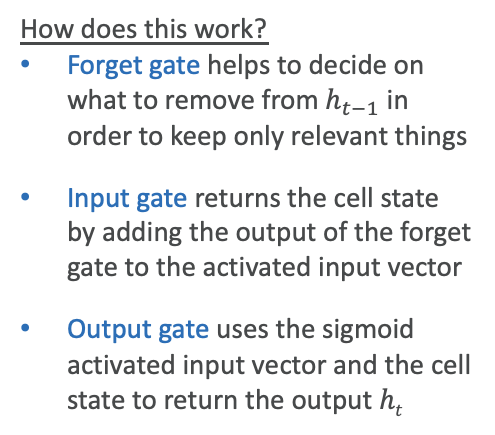 How does this work?
• Forget gate helps to decide on
what to remove from $h_{t-1}$ in
order to keep only relevant things
• Input gate returns the cell state
by adding the output of the forget
gate to the activated input vector
• Output gate uses the sigmoid
activated input vector and the cell
state to return the output $h_t$